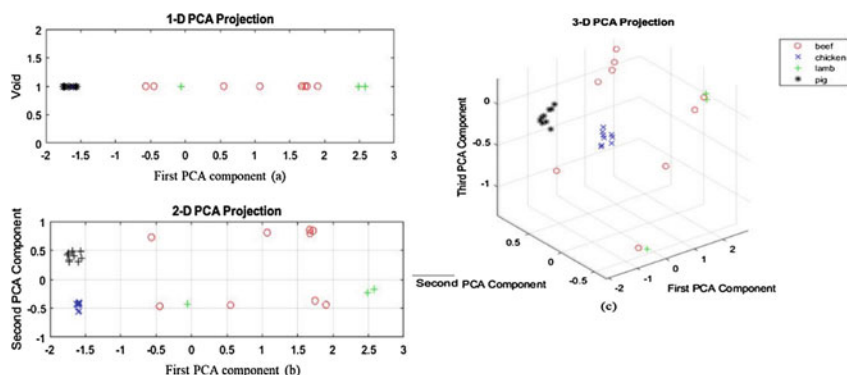 1-D PCA Projection
Void
2
1.5
1
0.5
0
-2 -1.5 -1 -0.5 0 0.5 1 1.5 2 2.5 3
First PCA component (a)
2-D PCA Projection
Second PCA Component
1
0.5
0
-0.5
-1
-2 -1.5 -1 -0.5 0 0.5 1 1.5 2 2.5 3
First PCA component (b)
3-D PCA Projection
beef
chicken
lamb
pig
Third PCA Component
0
-0.5
-1
0.5
0
-0.5
-2 -1 0 1 2
Second PCA Component
First PCA Component
(c)